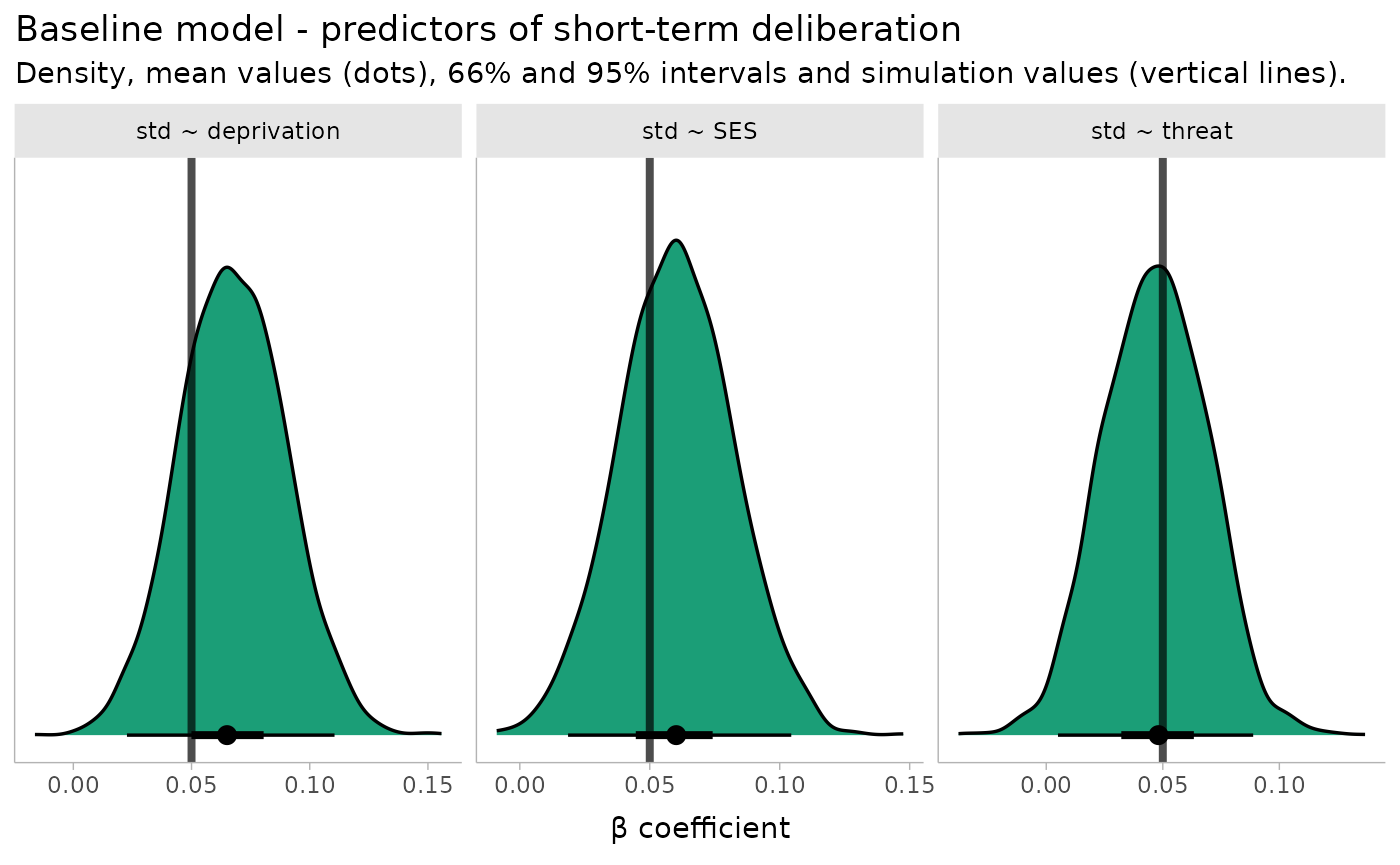 Baseline model - predictors of short-term deliberation
Density, mean values (dots), 66% and 95% intervals and simulation values (vertical lines).
std ~ deprivation
std ~ SES
std ~ threat
0.00 0.05 0.10 0.15
0.00 0.05 0.10 0.15
0.00 0.05 0.10
β coefficient